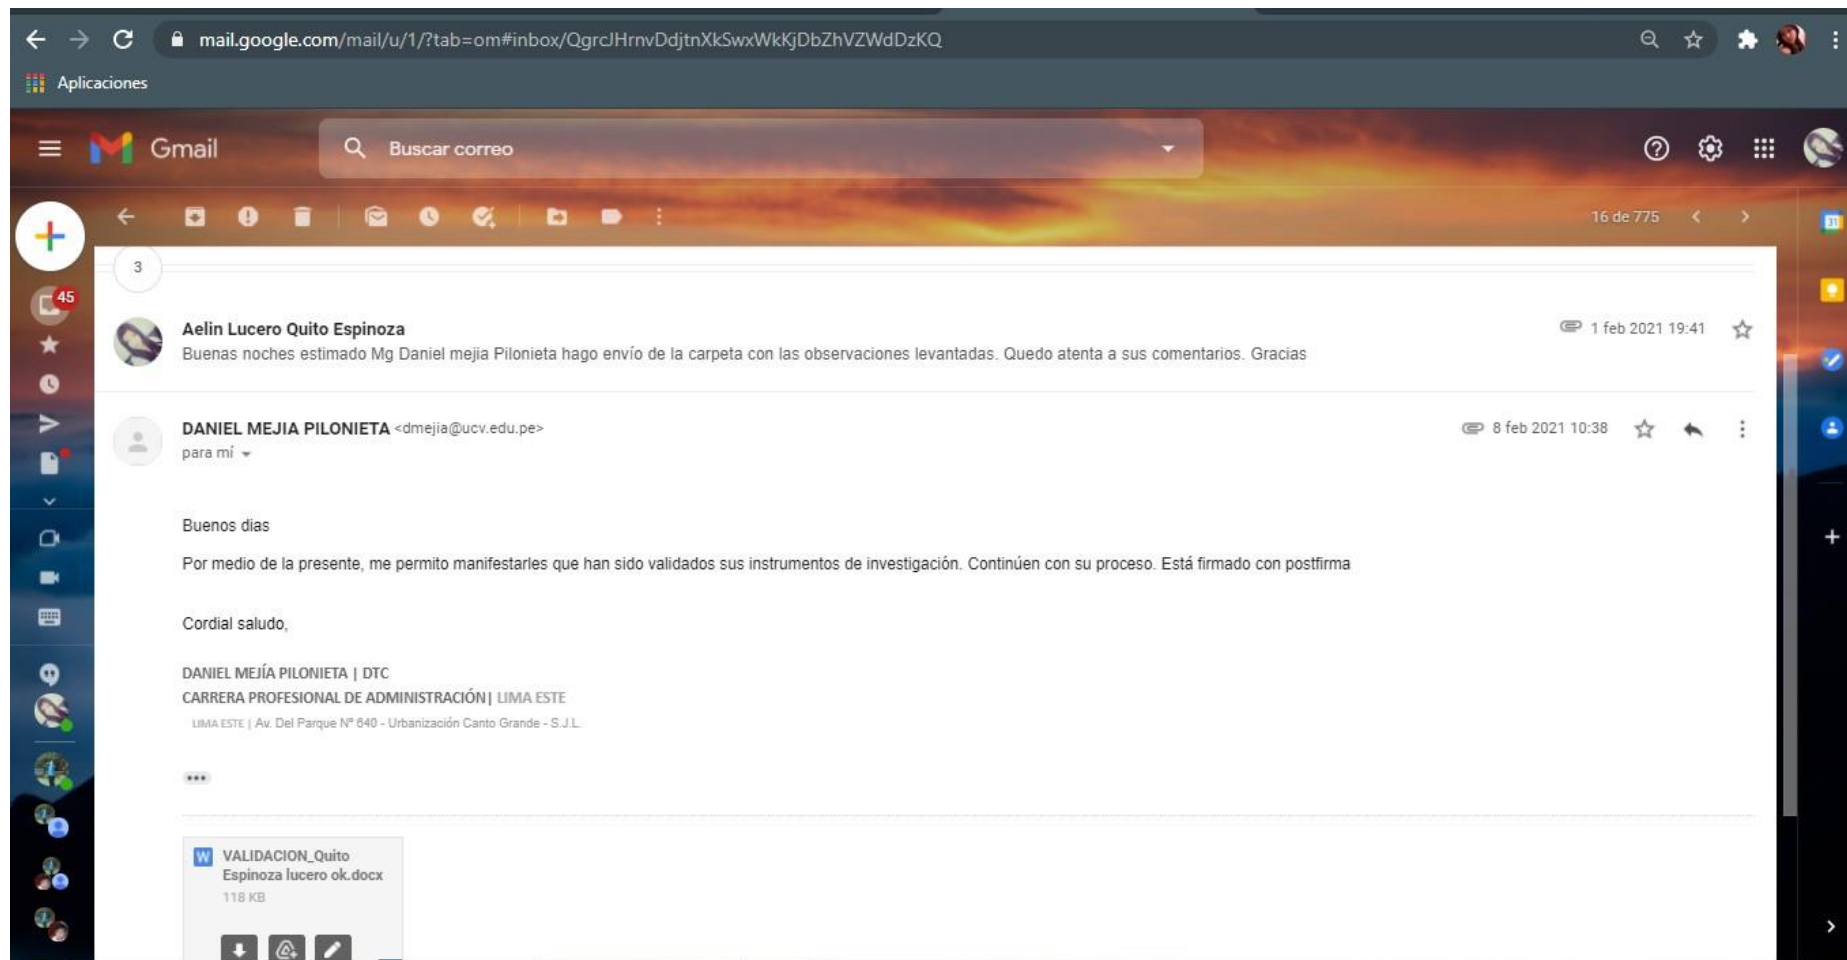 mail.google.com/mail/u/1/?tab=om#inbox/QgrcJHrnvDdjtnXkSwxWkKjDbZhVZWdDzKQ
Aplicaciones
Gmail
Buscar correo
16 de 775
31
3
45
Aelin Lucero Quito Espinoza
1 feb 2021 19:41
Buenas noches estimado Mg Daniel mejia Pilonieta hago envío de la carpeta con las observaciones levantadas. Quedo atenta a sus comentarios. Gracias
DANIEL MEJIA PILONIETA <dmejia@ucv.edu.pe>
8 feb 2021 10:38
para mí
Buenos dias
Por medio de la presente, me permito manifestarles que han sido validados sus instrumentos de investigación. Continúen con su proceso. Está firmado con postfirma
Cordial saludo,
DANIEL MEJÍA PILONIETA | DTC
CARRERA PROFESIONAL DE ADMINISTRACIÓN| LIMA ESTE
LIMA ESTE | Av. Del Parque Nº 640 - Urbanización Canto Grande - S.J.L.
W VALIDACION_Quito
Espinoza lucero ok.docx
118 KB